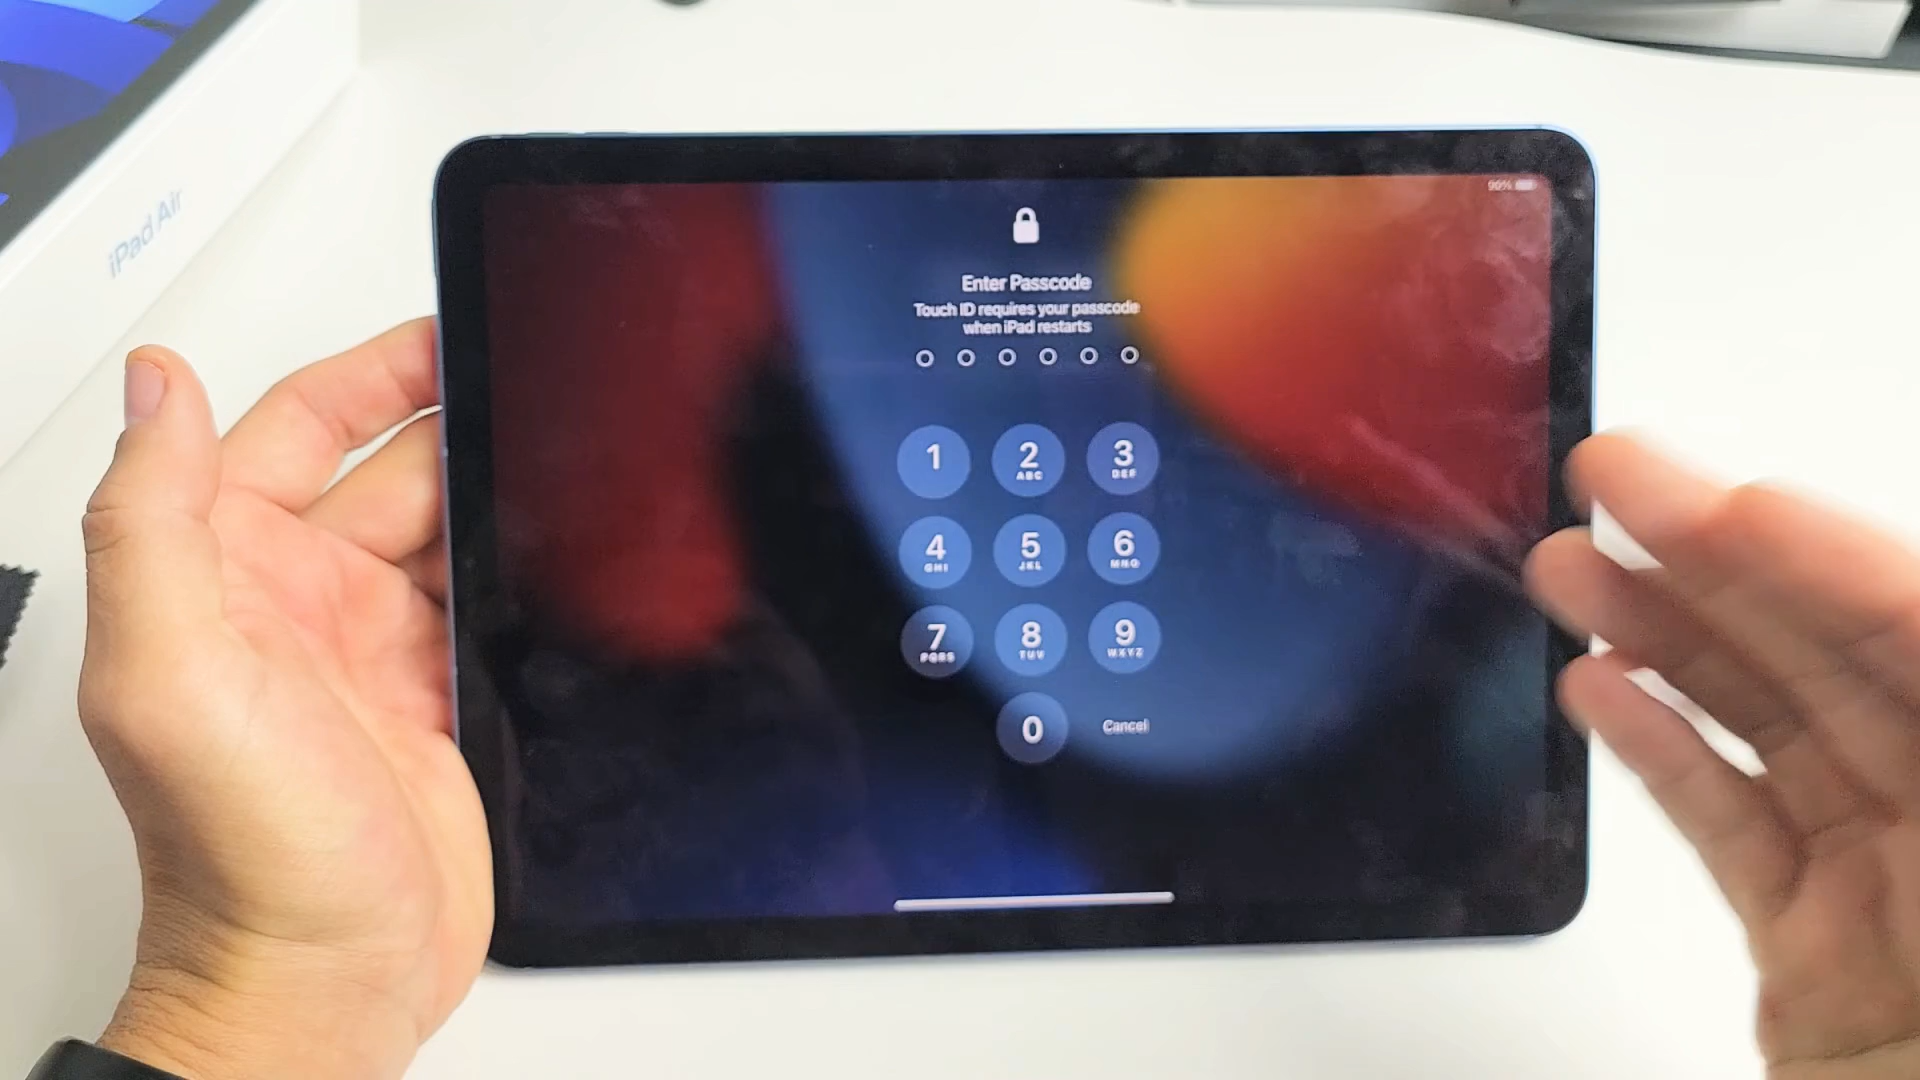 iPad Air
99%
Enter Passcode
Touch ID requires your passcode
when iPad restarts
1 2 3
ABC DEF
4 5 6
GHI JKL MNO
7 8 9
PQRS TUV WXYZ
0 Cancel